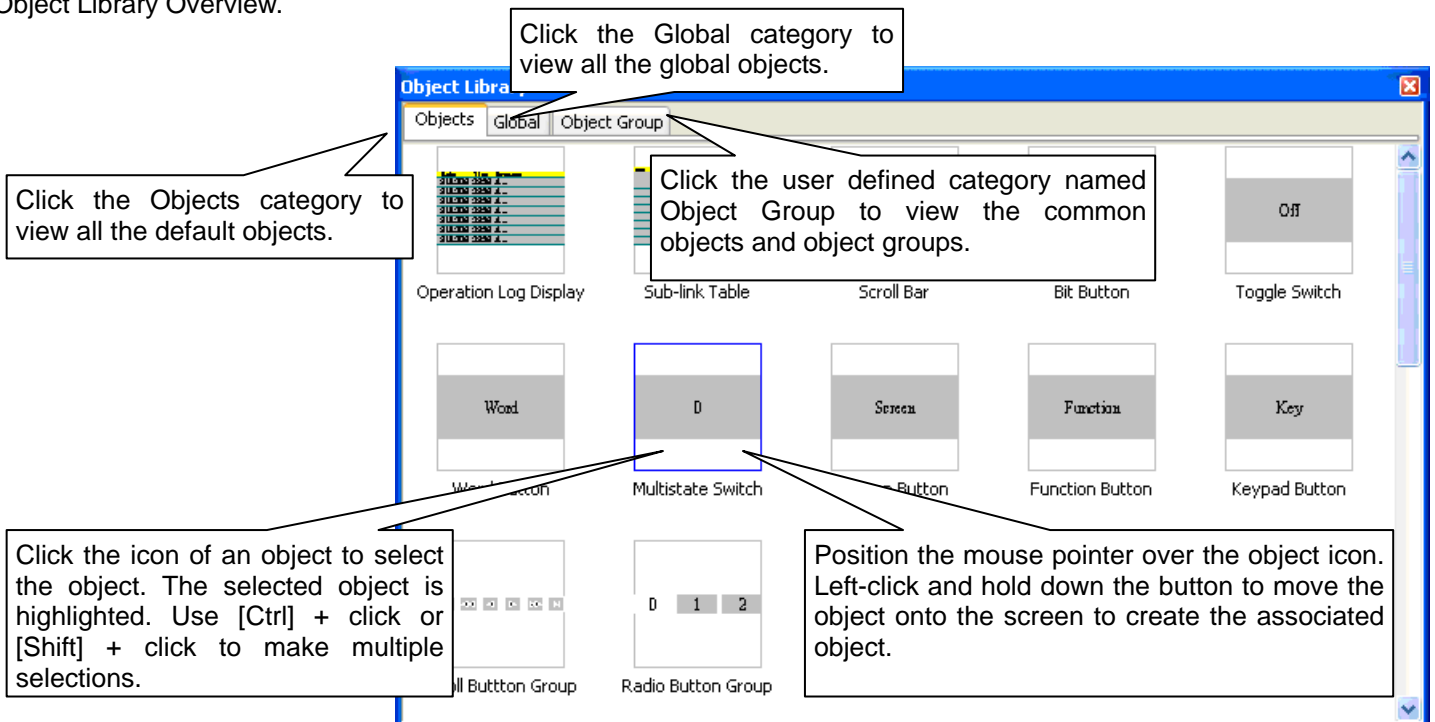 Object Library Overview.
Click the Global category to
view all the global objects.
Object Libra
Objects Global Object Group
Click the Objects category to
view all the default objects.
Click the user defined category named
Object Group to view the common
objects and object groups.
Off
Operation Log Display Sub-link Table Scroll Bar Bit Button Toggle Switch
Word D Screen Function Key
Button Multistate Switch Button Function Button Keypad Button
Click the icon of an object to select
the object. The selected object is
highlighted. Use [Ctrl] + click or
[Shift] + click to make multiple
selections.
Position the mouse pointer over the object icon.
Left-click and hold down the button to move the
object onto the screen to create the associated
object.
D 1 2
ll Buttton Group Radio Button Group